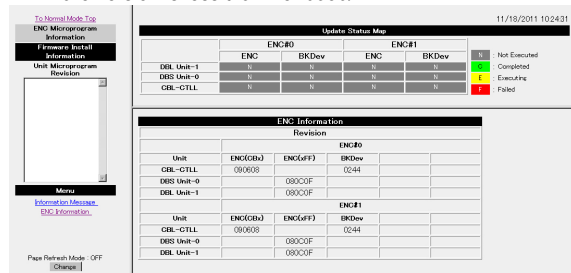 To Normal Mode Top
ENC Microprogram
Information
Firmware Install
Information
Unit Microprogram
Revision
Menu
Information Message
ENC Information
Page Refresh Mode : OFF
Change
11/18/2011 10:24:31
Update Status Map
ENC#0 ENC#1
ENC BKDev ENC BKDev
DBL Unit-1 N N N N
DBS Unit-0 N N N N
CBL-CTLL N N N N
N : Not Executed
C : Completed
E : Executing
F : Failed
ENC Information
Revision
ENC#0
Unit ENC(CBx) ENC(xFF) BKDev
CBL-CTLL 090608 0244
DBS Unit-0 080C0F
DBL Unit-1 080C0F
ENC#1
Unit ENC(CBx) ENC(xFF) BKDev
CBL-CTLL 090608 0244
DBS Unit-0 080C0F
DBL Unit-1 080C0F